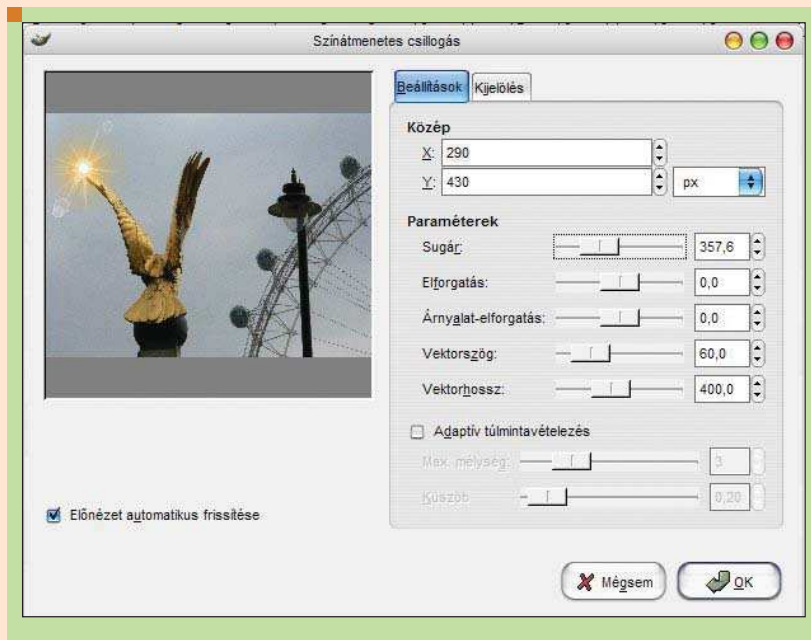 Színátmenetes csillogás
Beállítások Kijelölés
Közép
X: 290
Y: 430 px
Paraméterek
Sugár: 357,6
Elforgatás: 0,0
Árnyalat-elforgatás: 0,0
Vektorszög: 60,0
Vektorhossz: 400,0
Adaptív túlmintavételezés
Max. mélység: 3
Küszöb 0,20
Előnézet automatikus frissítése
Mégsem OK